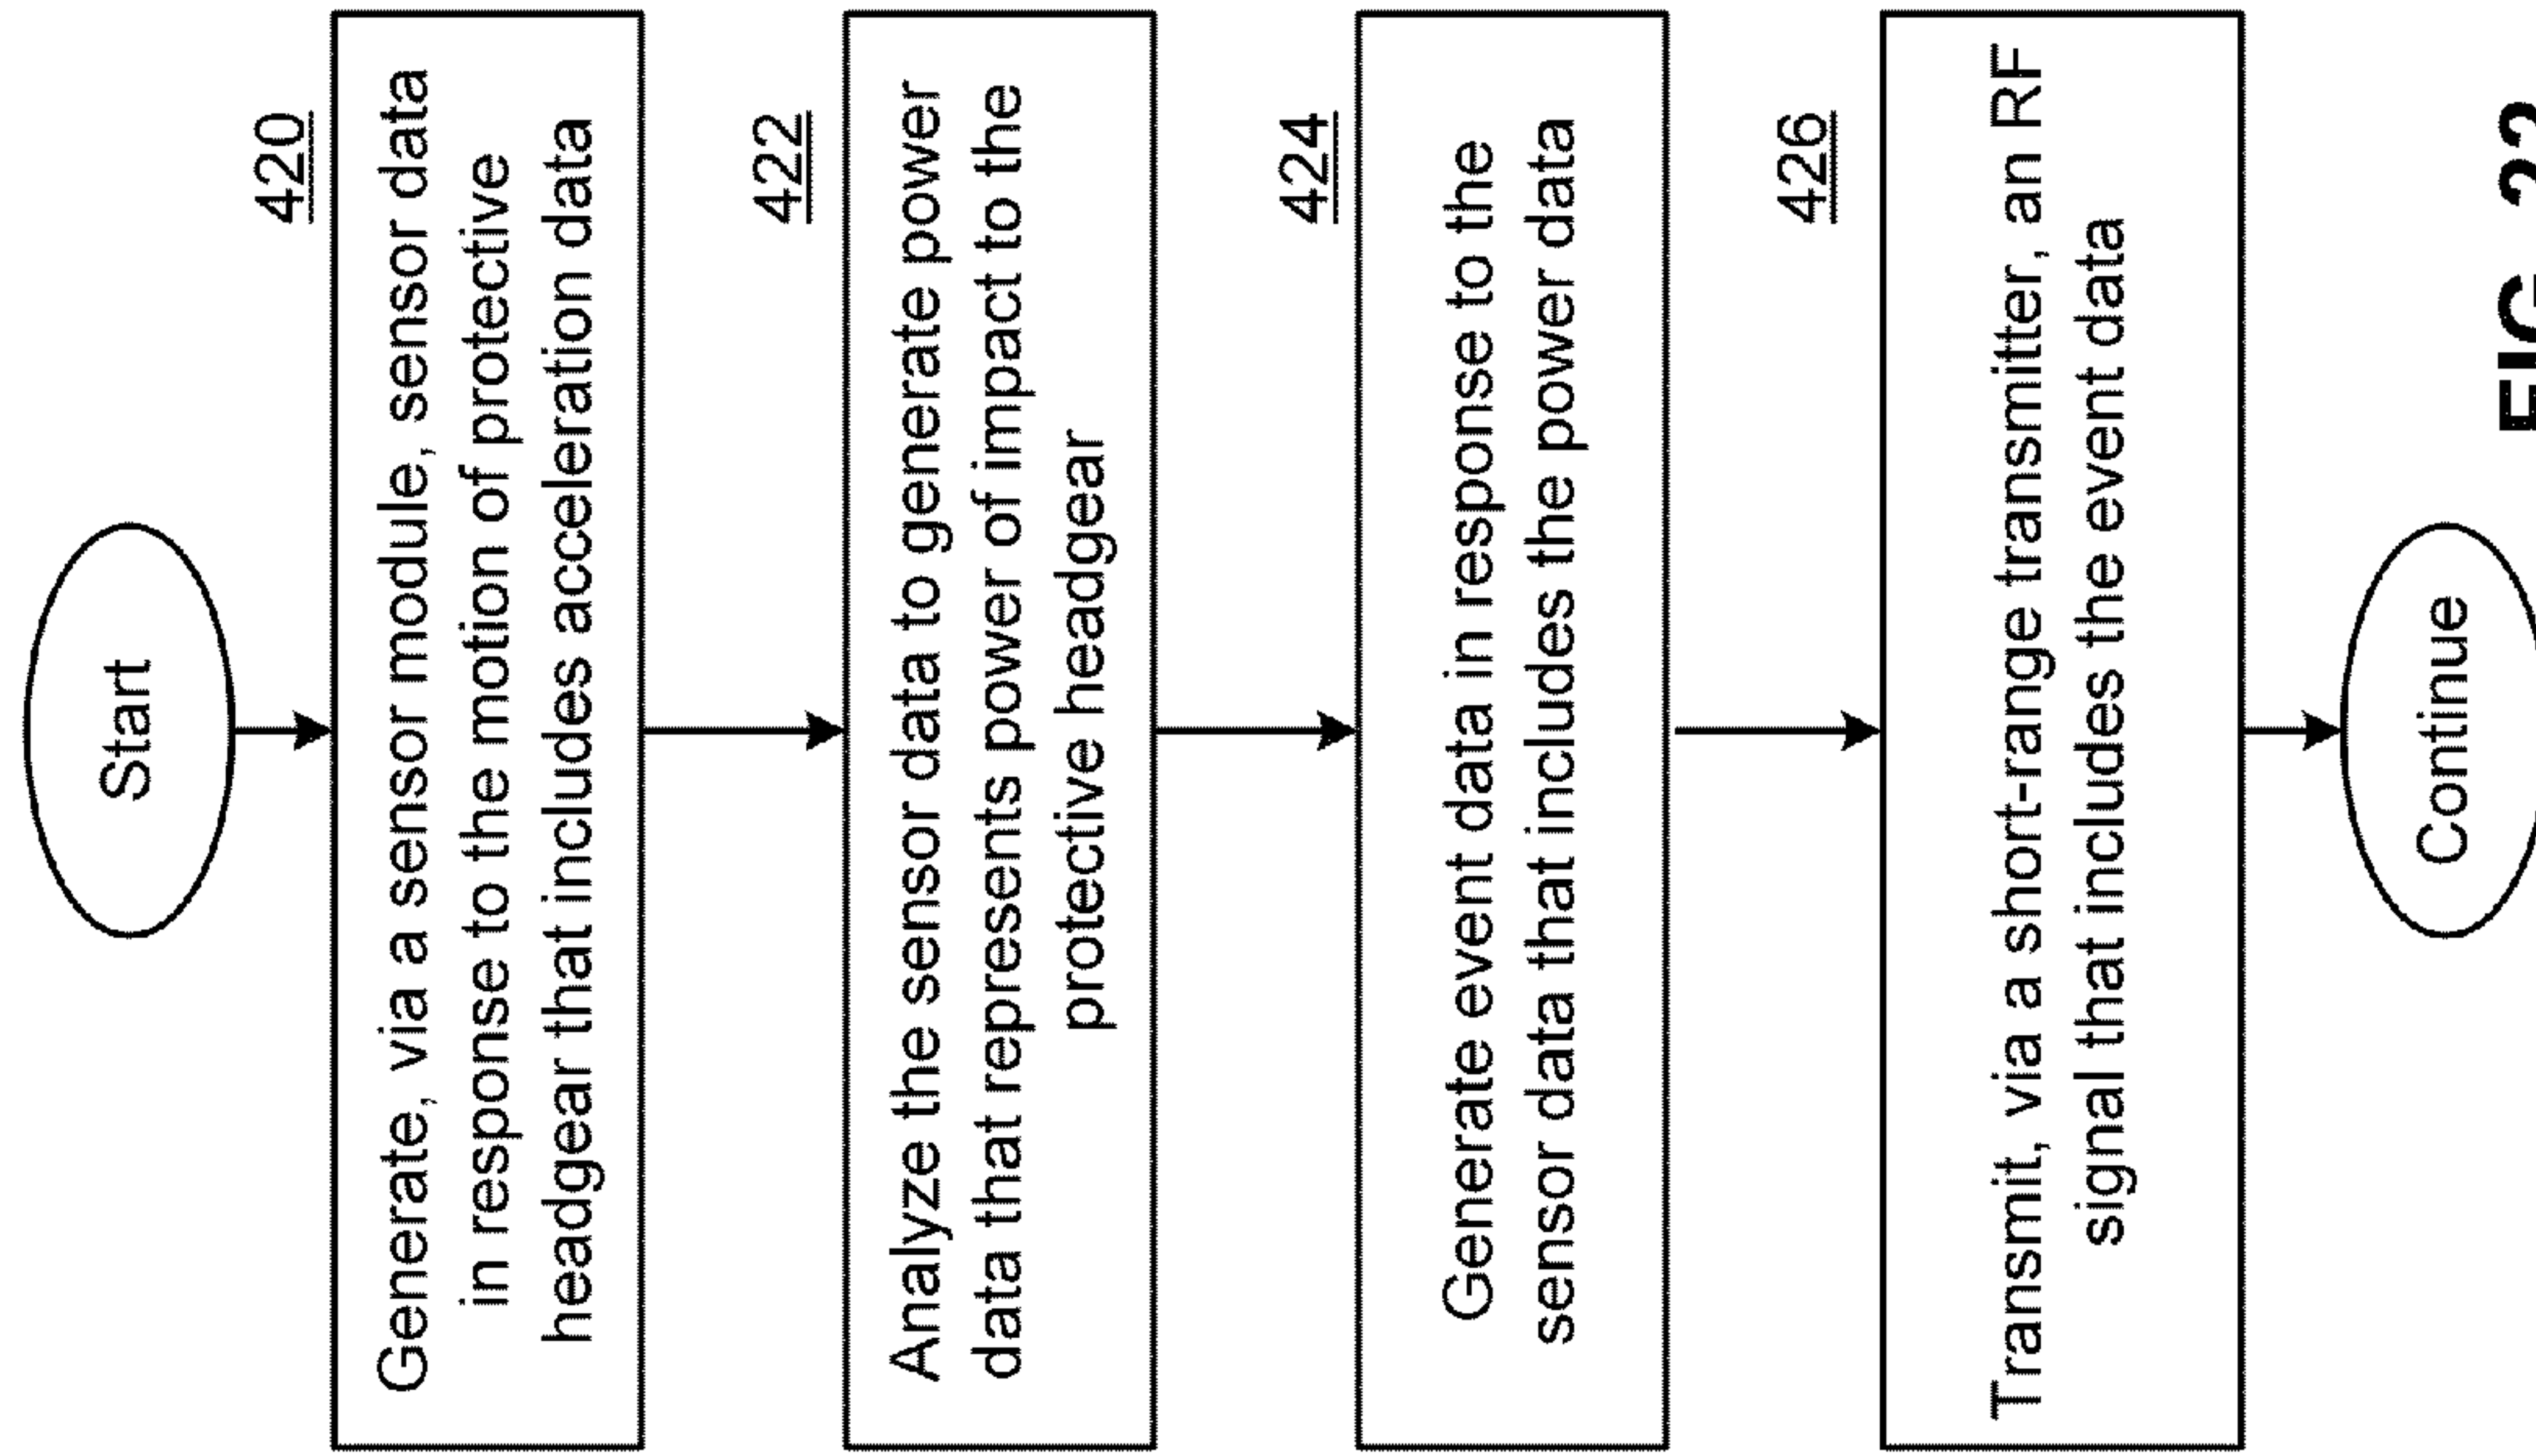 Start
420
Generate, via a sensor module, sensor data
in response to the motion of protective
headgear that includes acceleration data
422
Analyze the sensor data to generate power
data that represents power of impact to the
protective headgear
424
Generate event data in response to the
sensor data that includes the power data
426
Transmit, via a short-range transmitter, an RF
signal that includes the event data
Continue
FIG. 22